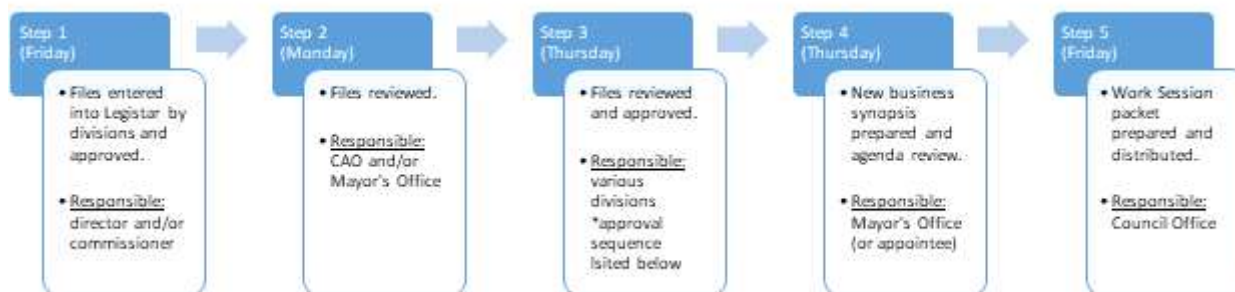 Step 1
(Friday)
• Files entered
into Legistar by
divisions and
approved.
• Responsible:
director and/or
commissioner
Step 2
(Monday)
• Files reviewed.
• Responsible:
CAO and/or
Mayor's Office
Step 3
(Thursday)
• Files reviewed
and approved.
• Responsible:
various
divisions
*approval
sequence
lsited below
Step 4
(Thursday)
• New business
synopsis
prepared and
agenda review.
• Responsible:
Mayor's Office
(or appointee)
Step 5
(Friday)
• Work Session
packet
prepared and
distributed.
• Responsible:
Council Office